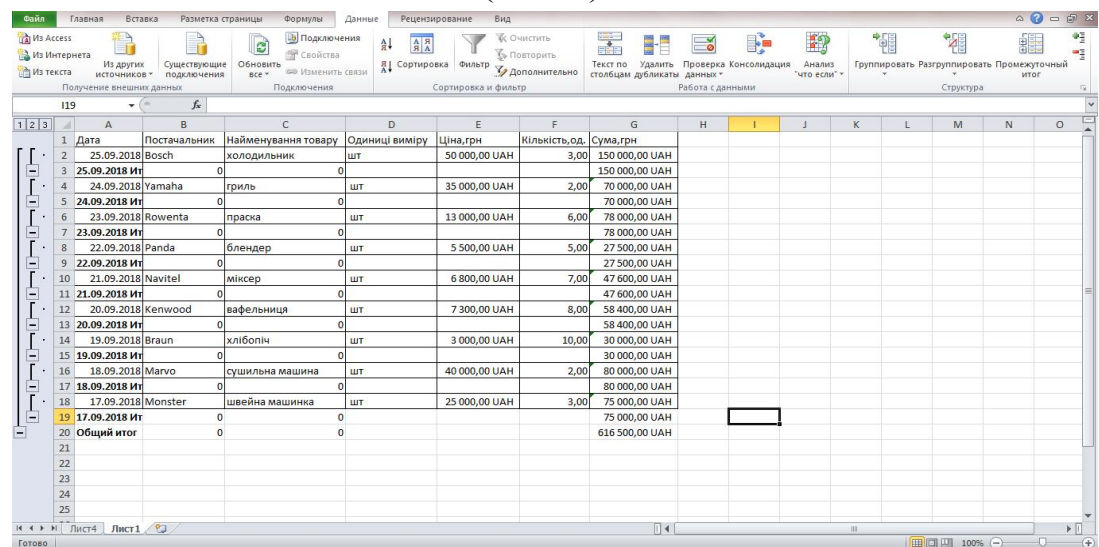 Файл Главная Вставка Разметка страницы Формулы Данные Рецензирование Вид
Из Access
Из Интернета
Из текста
Из других источников
Существующие подключения
Получение внешних данных
Обновить все
Подключения
Свойства
Изменить связи
Подключения
Сортировка
Фильтр
Очистить
Повторить
Дополнительно
Сортировка и фильтр
Текст по столбцам
Удалить дубликаты
Проверка данных
Консолидация
Анализ "что если"
Работа с данными
Группировать
Разгруппировать
Промежуточный итог
Структура
I19 fx
1 2 3 A B C D E F G H I J K L M N O
1 Дата Постачальник Найменування товару Одиниці виміру Ціна,грн Кількість,од. Сума,грн
2 25.09.2018 Bosch холодильник шт 50 000,00 UAH 3,00 150 000,00 UAH
3 25.09.2018 Ит 0 0 150 000,00 UAH
4 24.09.2018 Yamaha гриль шт 35 000,00 UAH 2,00 70 000,00 UAH
5 24.09.2018 Ит 0 0 70 000,00 UAH
6 23.09.2018 Rowenta праска шт 13 000,00 UAH 6,00 78 000,00 UAH
7 23.09.2018 Ит 0 0 78 000,00 UAH
8 22.09.2018 Panda блендер шт 5 500,00 UAH 5,00 27 500,00 UAH
9 22.09.2018 Ит 0 0 27 500,00 UAH
10 21.09.2018 Navitel міксер шт 6 800,00 UAH 7,00 47 600,00 UAH
11 21.09.2018 Ит 0 0 47 600,00 UAH
12 20.09.2018 Kenwood вафельниця шт 7 300,00 UAH 8,00 58 400,00 UAH
13 20.09.2018 Ит 0 0 58 400,00 UAH
14 19.09.2018 Braun хлібопіч шт 3 000,00 UAH 10,00 30 000,00 UAH
15 19.09.2018 Ит 0 0 30 000,00 UAH
16 18.09.2018 Marvo сушильна машина шт 40 000,00 UAH 2,00 80 000,00 UAH
17 18.09.2018 Ит 0 0 80 000,00 UAH
18 17.09.2018 Monster швейна машинка шт 25 000,00 UAH 3,00 75 000,00 UAH
19 17.09.2018 Ит 0 0 75 000,00 UAH
20 Общий итог 0 0 616 500,00 UAH
21
22
23
24
25
Лист4 Лист1
Готово 100%